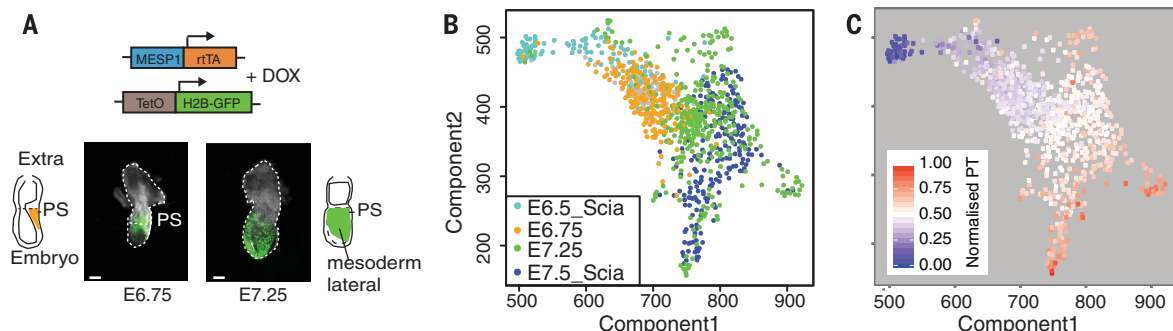 A
MESP1 rtTA
+ DOX
TetO H2B-GFP
Extra
PS
PS
PS
Embryo
mesoderm
lateral
E6.75 E7.25
B
Component2
500
400
300
200
E6.5_Scia
E6.75
E7.25
E7.5_Scia
500 600 700 800 900
Component1
C
1.00
0.75
0.50
0.25
0.00
Normalised PT
500 600 700 800 900
Component1